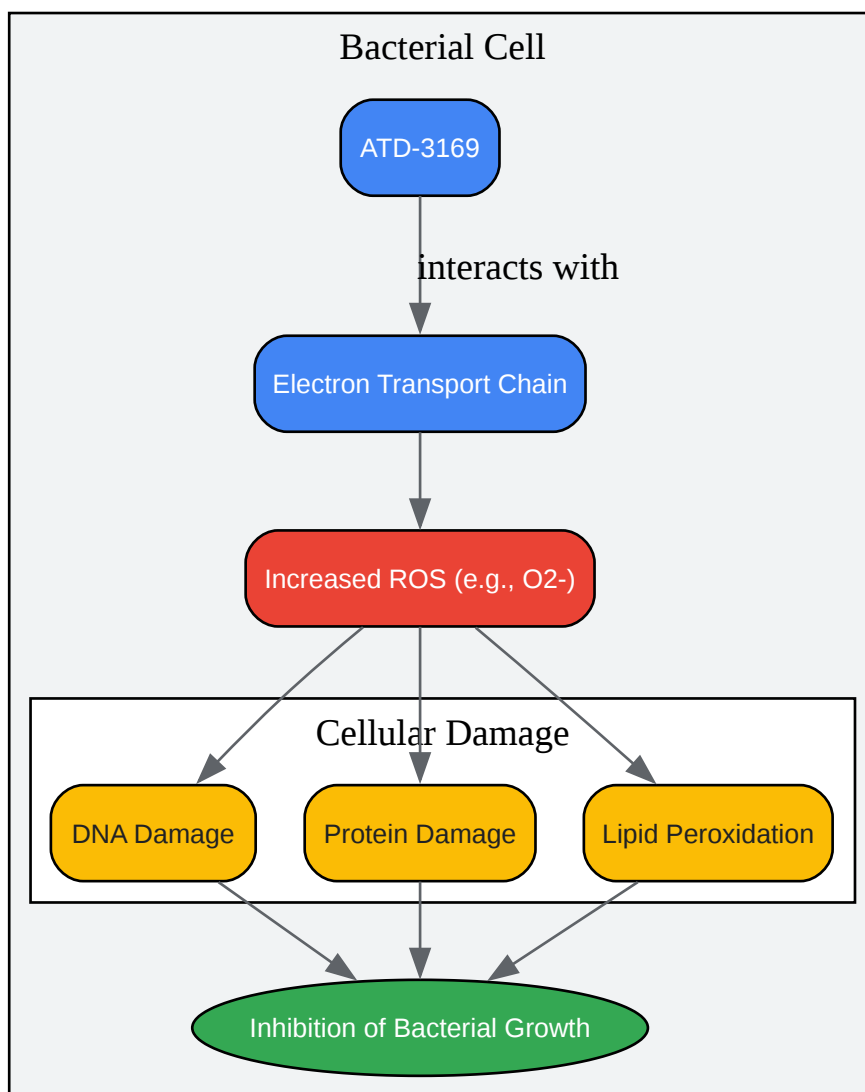 Bacterial Cell
ATD-3169
interacts with
Electron Transport Chain
Increased ROS (e.g., O2-)
Cellular Damage
DNA Damage
Protein Damage
Lipid Peroxidation
Inhibition of Bacterial Growth